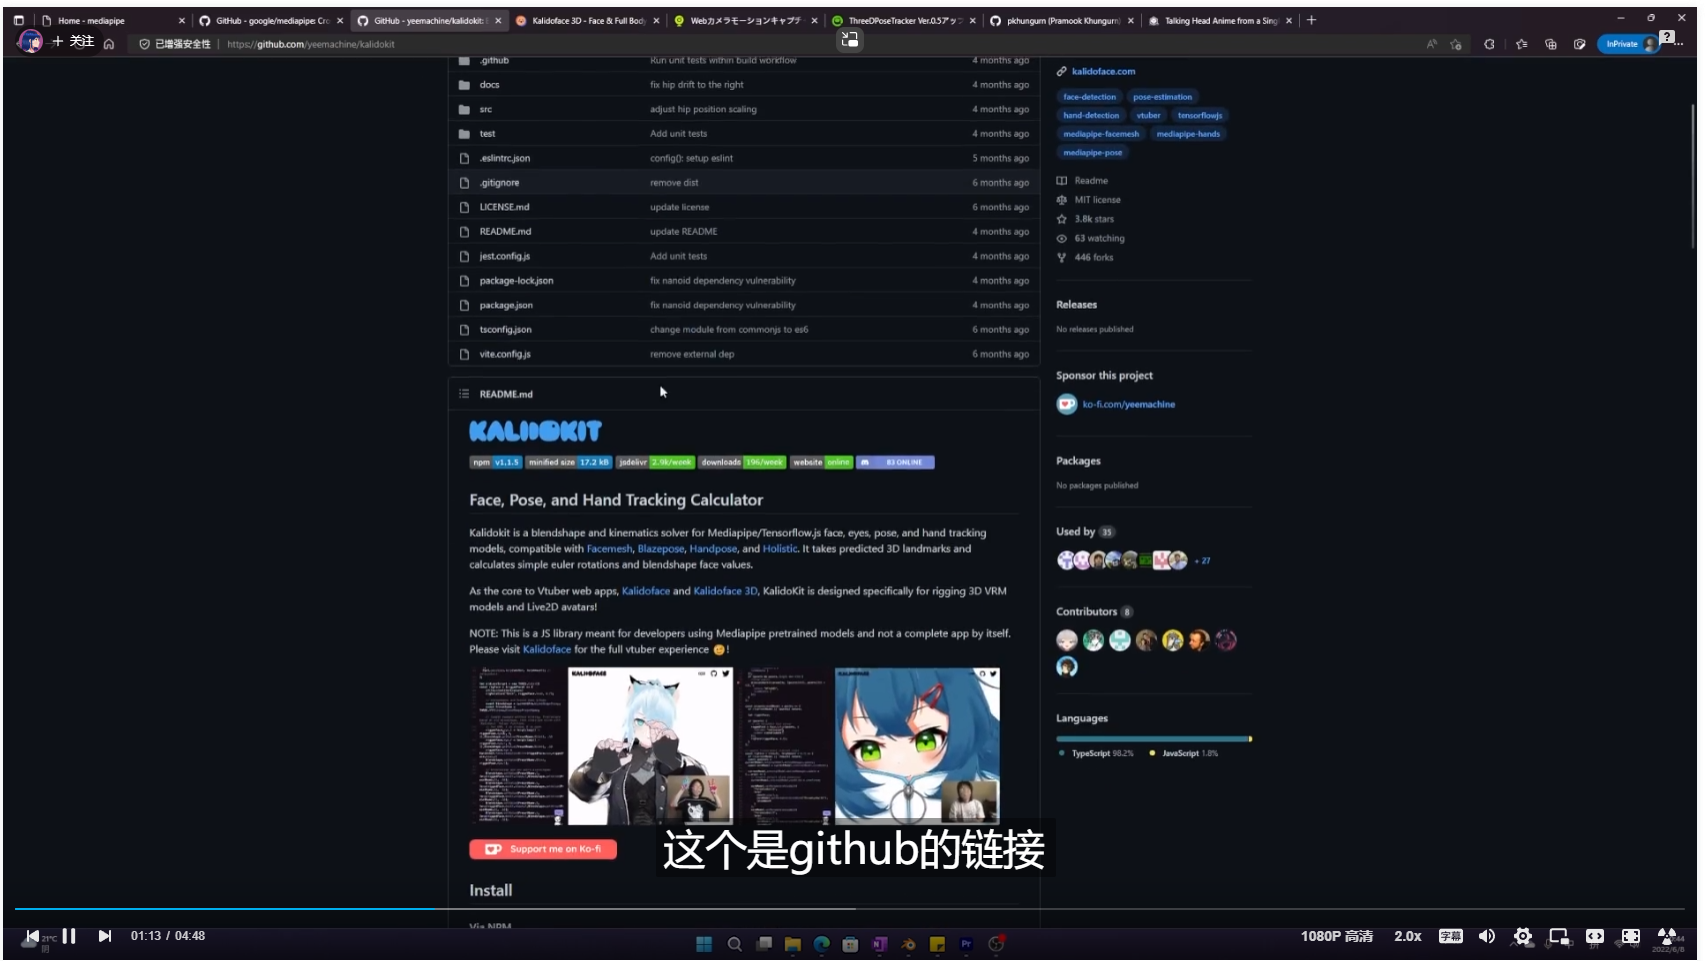 Home - mediapipe
GitHub - google/mediapipe: Cro
GitHub - yeemachine/kalidokit:
Kalidoface 3D - Face & Full Bod
Webカメラモーションキャプチ
ThreeDPoseTracker Ver.0.5アップ
pkhungurn (Pramook Khungurn)
Talking Head Anime from a Sing
+ 关注
已增强安全性
https://github.com/yeemachine/kalidokit
InPrivate
.github Run unit tests within build workflow 4 months ago
docs fix hip drift to the right 4 months ago
src adjust hip position scaling 4 months ago
test Add unit tests 4 months ago
.eslintrc.json config(): setup eslint 5 months ago
.gitignore remove dist 6 months ago
LICENSE.md update license 6 months ago
README.md update README 4 months ago
jest.config.js Add unit tests 4 months ago
package-lock.json fix nanoid dependency vulnerability 4 months ago
package.json fix nanoid dependency vulnerability 4 months ago
tsconfig.json change module from commonjs to es6 6 months ago
vite.config.js remove external dep 6 months ago
README.md
KALIDOKIT
npm v1.1.5 minified size 17.2 kB jsdelivr 2.9k/week downloads 196/week website online 83 ONLINE
Face, Pose, and Hand Tracking Calculator
Kalidokit is a blendshape and kinematics solver for Mediapipe/Tensorflow.js face, eyes, pose, and hand tracking
models, compatible with Facemesh, Blazepose, Handpose, and Holistic. It takes predicted 3D landmarks and
calculates simple euler rotations and blendshape face values.
As the core to Vtuber web apps, Kalidoface and Kalidoface 3D, KalidoKit is designed specifically for rigging 3D VRM
models and Live2D avatars!
NOTE: This is a JS library meant for developers using Mediapipe pretrained models and not a complete app by itself.
Please visit Kalidoface for the full vtuber experience 😉!
KALIDOFACE
KALIDOFACE
Support me on Ko-fi
Install
Via NPM
kalidoface.com
face-detection pose-estimation
hand-detection vtuber tensorflowjs
mediapipe-facemesh mediapipe-hands
mediapipe-pose
Readme
MIT license
3.8k stars
63 watching
446 forks
Releases
No releases published
Sponsor this project
ko-fi.com/yeemachine
Packages
No packages published
Used by 35
+ 27
Contributors 8
Languages
TypeScript 98.2% JavaScript 1.8%
这个是github的链接
01:13 / 04:48
21°C
阴
1080P 高清
2.0x
字幕